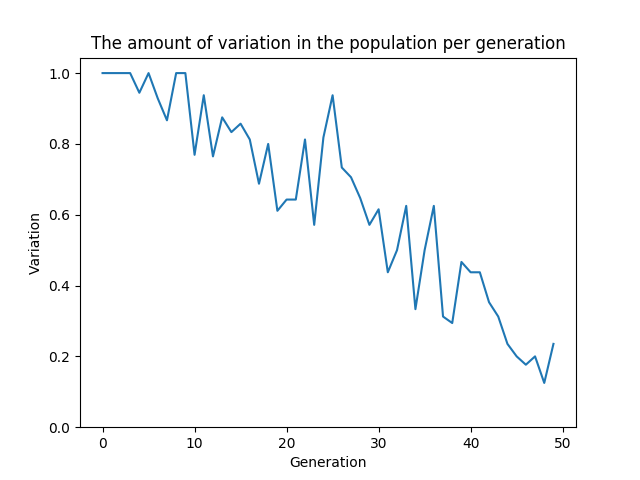 The amount of variation in the population per generation
1.0
0.8
0.6
0.4
0.2
0.0
Variation
0 10 20 30 40 50
Generation